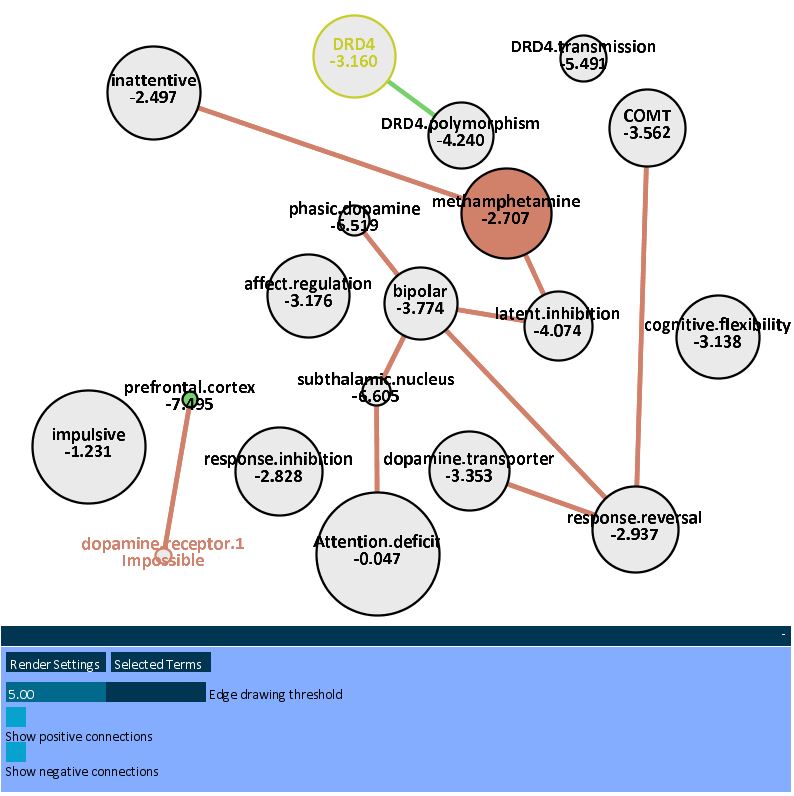 DRD4
-3.160
DRD4.transmission
-5.491
inattentive
-2.497
DRD4.polymorphism
-4.240
COMT
-3.562
methamphetamine
-2.707
phasic.dopamine
-6.519
affect.regulation
-3.176
bipolar
-3.774
latent.inhibition
-4.074
cognitive.flexibility
-3.138
prefrontal.cortex
-7.495
subthalamic.nucleus
-6.605
impulsive
-1.231
response.inhibition
-2.828
dopamine.transporter
-3.353
response.reversal
-2.937
dopamine.receptor.1
Impossible
Attention.deficit
-0.047
-
Render Settings
Selected Terms
5.00 Edge drawing threshold
Show positive connections
Show negative connections